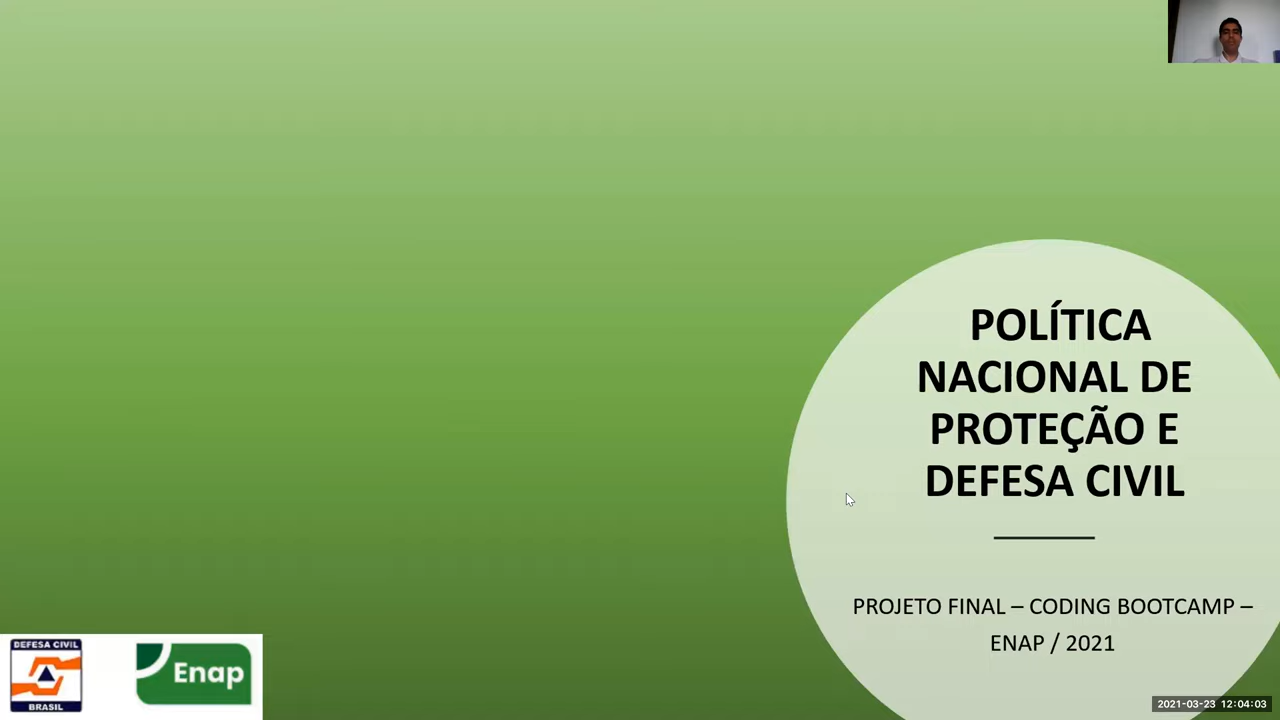 POLÍTICA
NACIONAL DE
PROTEÇÃO E
DEFESA CIVIL
PROJETO FINAL – CODING BOOTCAMP –
ENAP / 2021
DEFESA CIVIL
BRASIL
Enap
2021-03-23 12:04:03